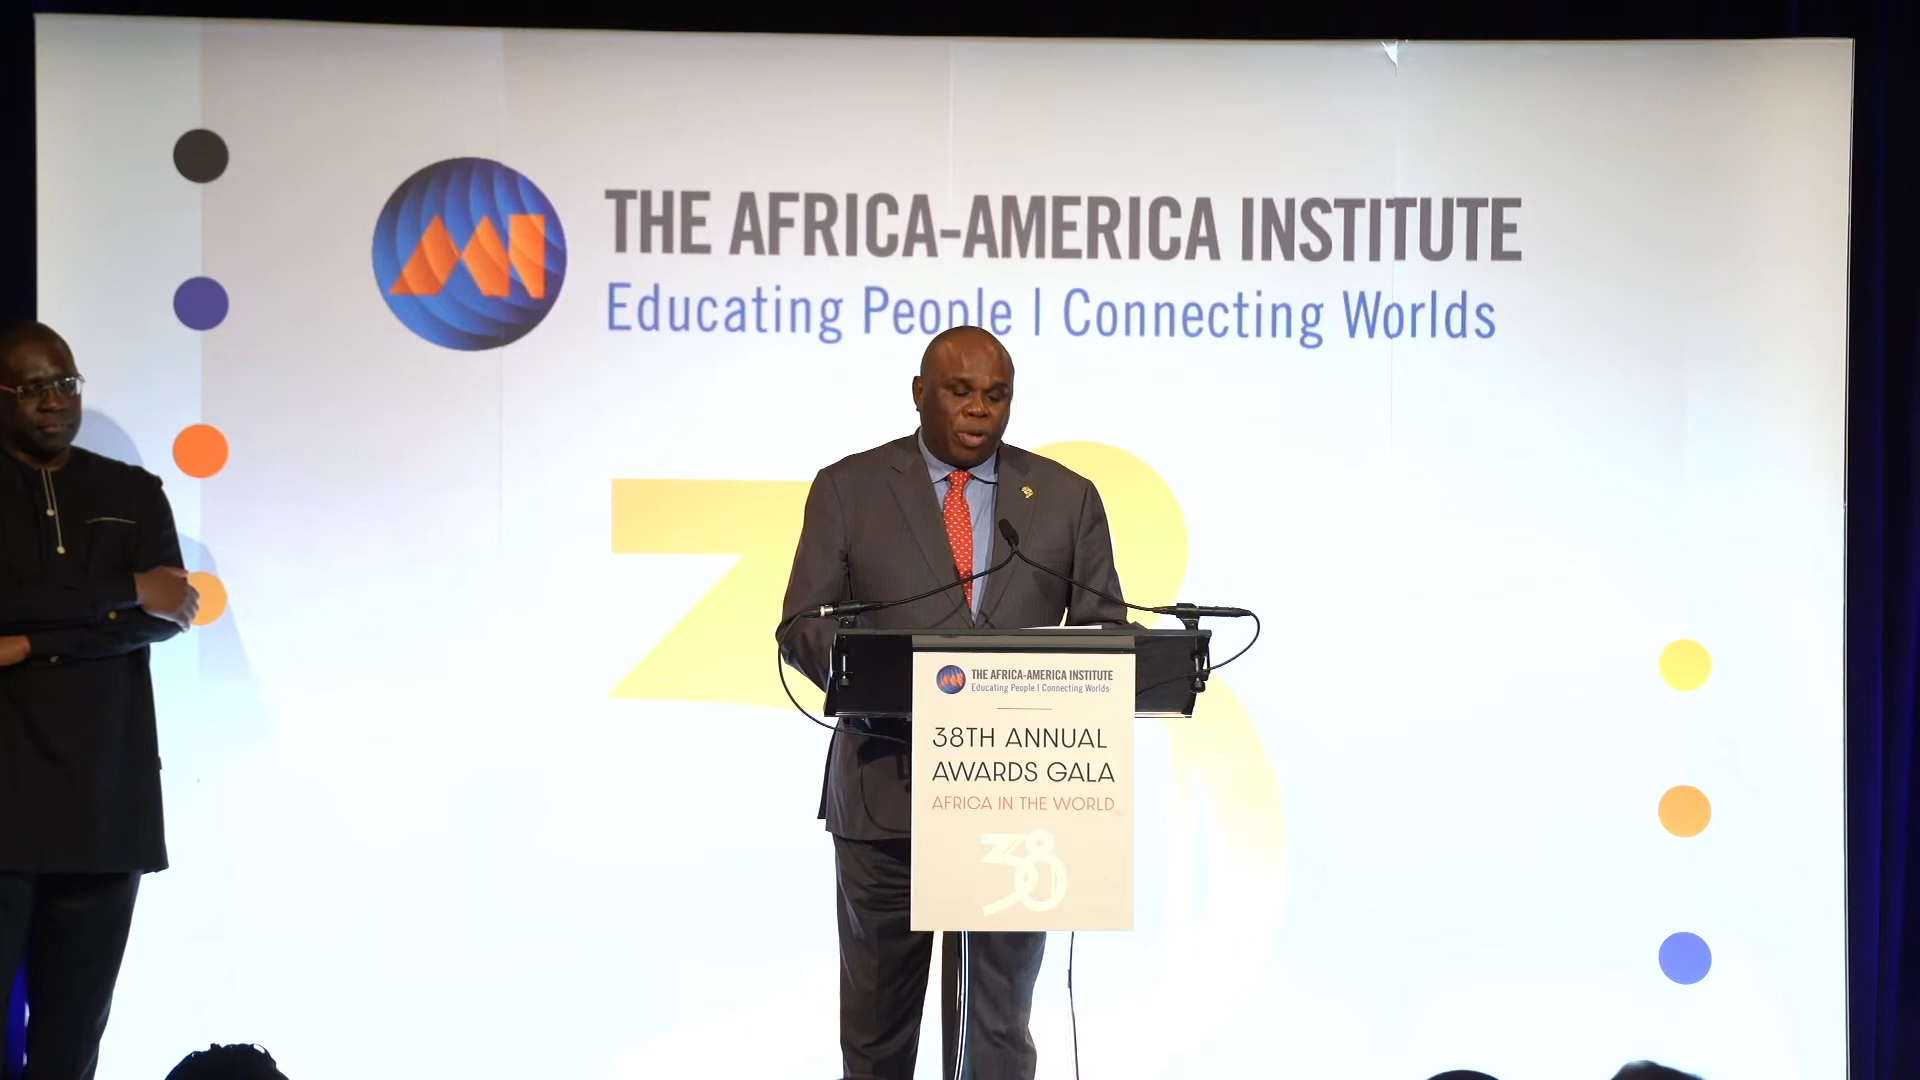 THE AFRICA-AMERICA INSTITUTE
Educating People | Connecting Worlds
38
THE AFRICA-AMERICA INSTITUTE
Educating People | Connecting Worlds
38TH ANNUAL
AWARDS GALA
AFRICA IN THE WORLD
38